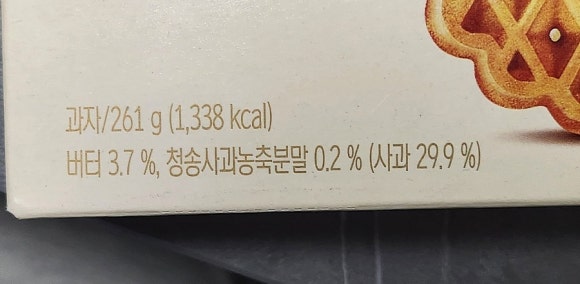 과자/261 g (1,338 kcal)
버터 3.7 %, 청송사과농축분말 0.2 % (사과 29.9 %)